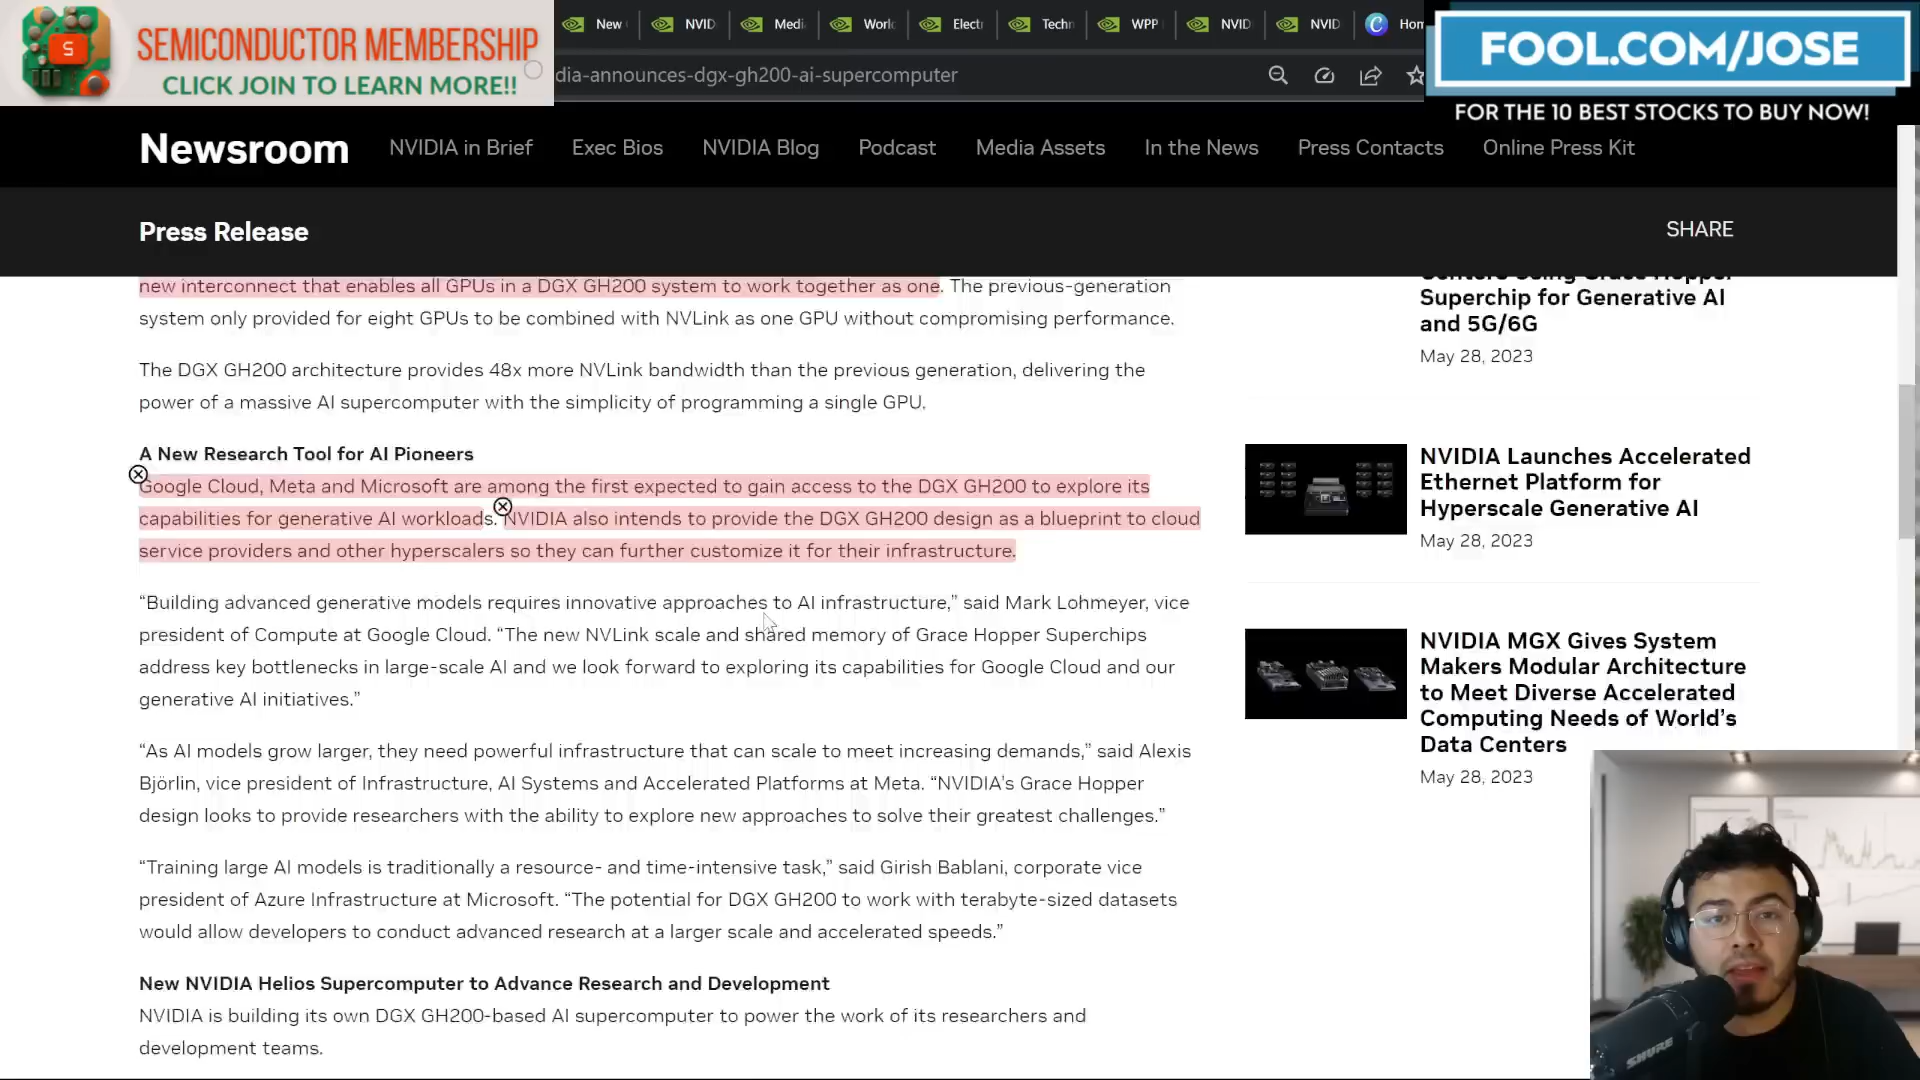 SEMICONDUCTOR MEMBERSHIP
CLICK JOIN TO LEARN MORE!!
S
New
NVID
Medi
World
Electr
Techn
WPP
NVID
NVID
Hom
FOOL.COM/JOSE
FOR THE 10 BEST STOCKS TO BUY NOW!
dia-announces-dgx-gh200-ai-supercomputer
Newsroom
NVIDIA in Brief
Exec Bios
NVIDIA Blog
Podcast
Media Assets
In the News
Press Contacts
Online Press Kit
Press Release
SHARE
new interconnect that enables all GPUs in a DGX GH200 system to work together as one. The previous-generation
system only provided for eight GPUs to be combined with NVLink as one GPU without compromising performance.
The DGX GH200 architecture provides 48x more NVLink bandwidth than the previous generation, delivering the
power of a massive AI supercomputer with the simplicity of programming a single GPU.
A New Research Tool for AI Pioneers
Google Cloud, Meta and Microsoft are among the first expected to gain access to the DGX GH200 to explore its
capabilities for generative AI workloads. NVIDIA also intends to provide the DGX GH200 design as a blueprint to cloud
service providers and other hyperscalers so they can further customize it for their infrastructure.
“Building advanced generative models requires innovative approaches to AI infrastructure,” said Mark Lohmeyer, vice
president of Compute at Google Cloud. “The new NVLink scale and shared memory of Grace Hopper Superchips
address key bottlenecks in large-scale AI and we look forward to exploring its capabilities for Google Cloud and our
generative AI initiatives.”
“As AI models grow larger, they need powerful infrastructure that can scale to meet increasing demands,” said Alexis
Björlin, vice president of Infrastructure, AI Systems and Accelerated Platforms at Meta. “NVIDIA’s Grace Hopper
design looks to provide researchers with the ability to explore new approaches to solve their greatest challenges.”
“Training large AI models is traditionally a resource- and time-intensive task,” said Girish Bablani, corporate vice
president of Azure Infrastructure at Microsoft. “The potential for DGX GH200 to work with terabyte-sized datasets
would allow developers to conduct advanced research at a larger scale and accelerated speeds.”
New NVIDIA Helios Supercomputer to Advance Research and Development
NVIDIA is building its own DGX GH200-based AI supercomputer to power the work of its researchers and
development teams.
Centers Using Grace Hopper
Superchip for Generative AI
and 5G/6G
May 28, 2023
NVIDIA Launches Accelerated
Ethernet Platform for
Hyperscale Generative AI
May 28, 2023
NVIDIA MGX Gives System
Makers Modular Architecture
to Meet Diverse Accelerated
Computing Needs of World’s
Data Centers
May 28, 2023
SHURE